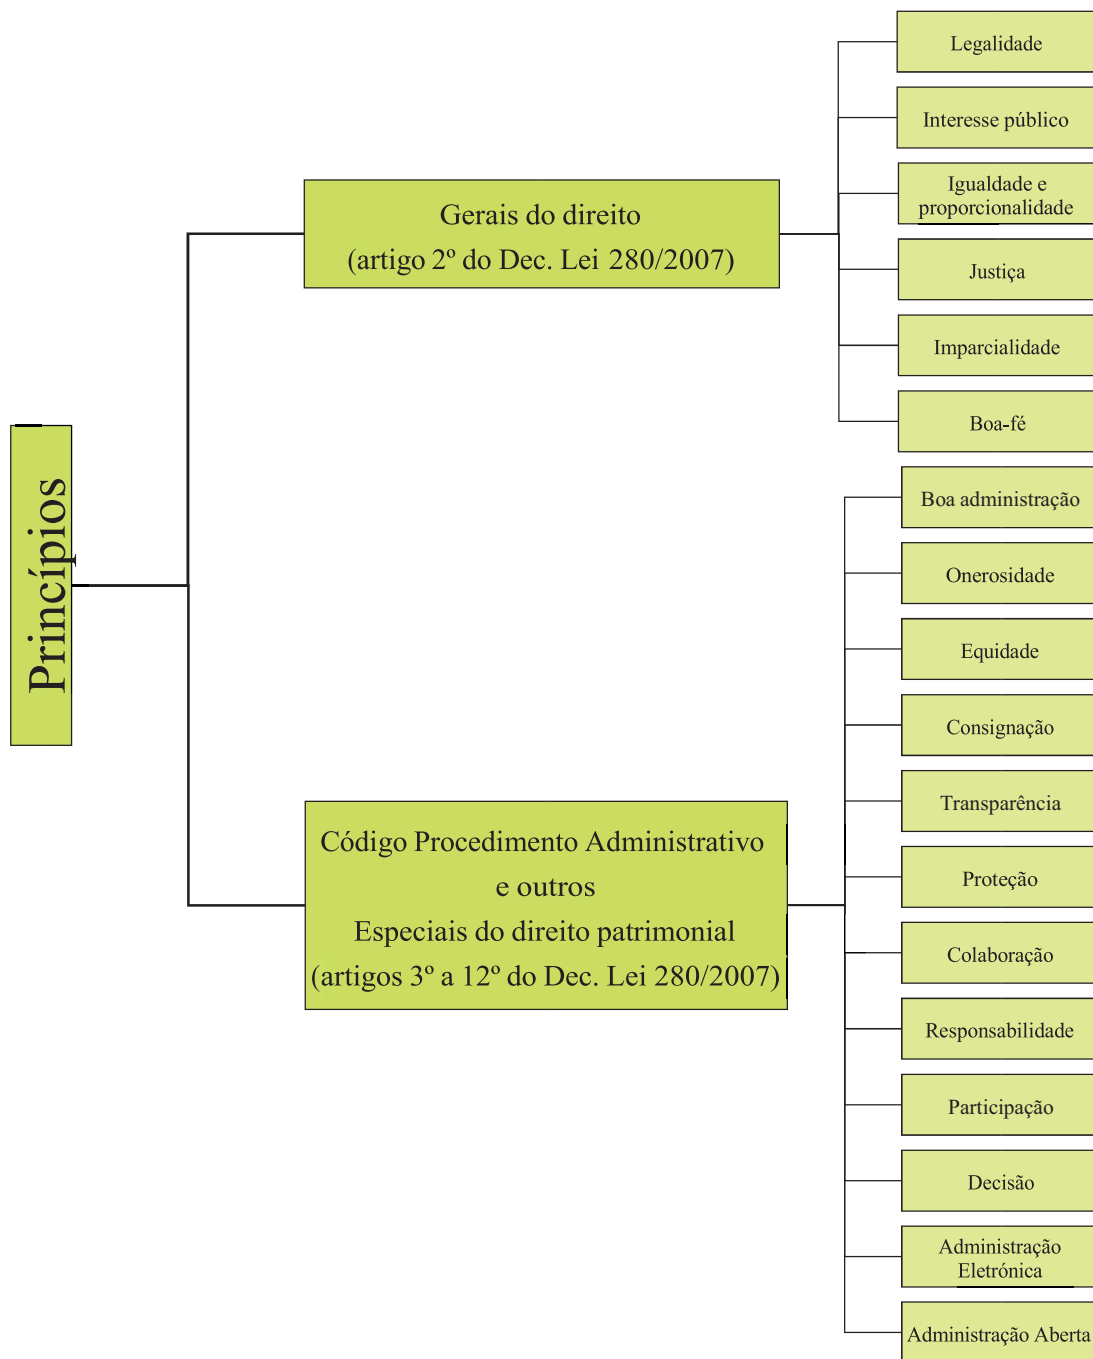 Princípios
Gerais do direito
(artigo 2º do Dec. Lei 280/2007)
Legalidade
Interesse público
Igualdade e
proporcionalidade
Justiça
Imparcialidade
Boa-fé
Código Procedimento Administrativo
e outros
Especiais do direito patrimonial
(artigos 3º a 12º do Dec. Lei 280/2007)
Boa administração
Onerosidade
Equidade
Consignação
Transparência
Proteção
Colaboração
Responsabilidade
Participação
Decisão
Administração
Eletrónica
Administração Aberta